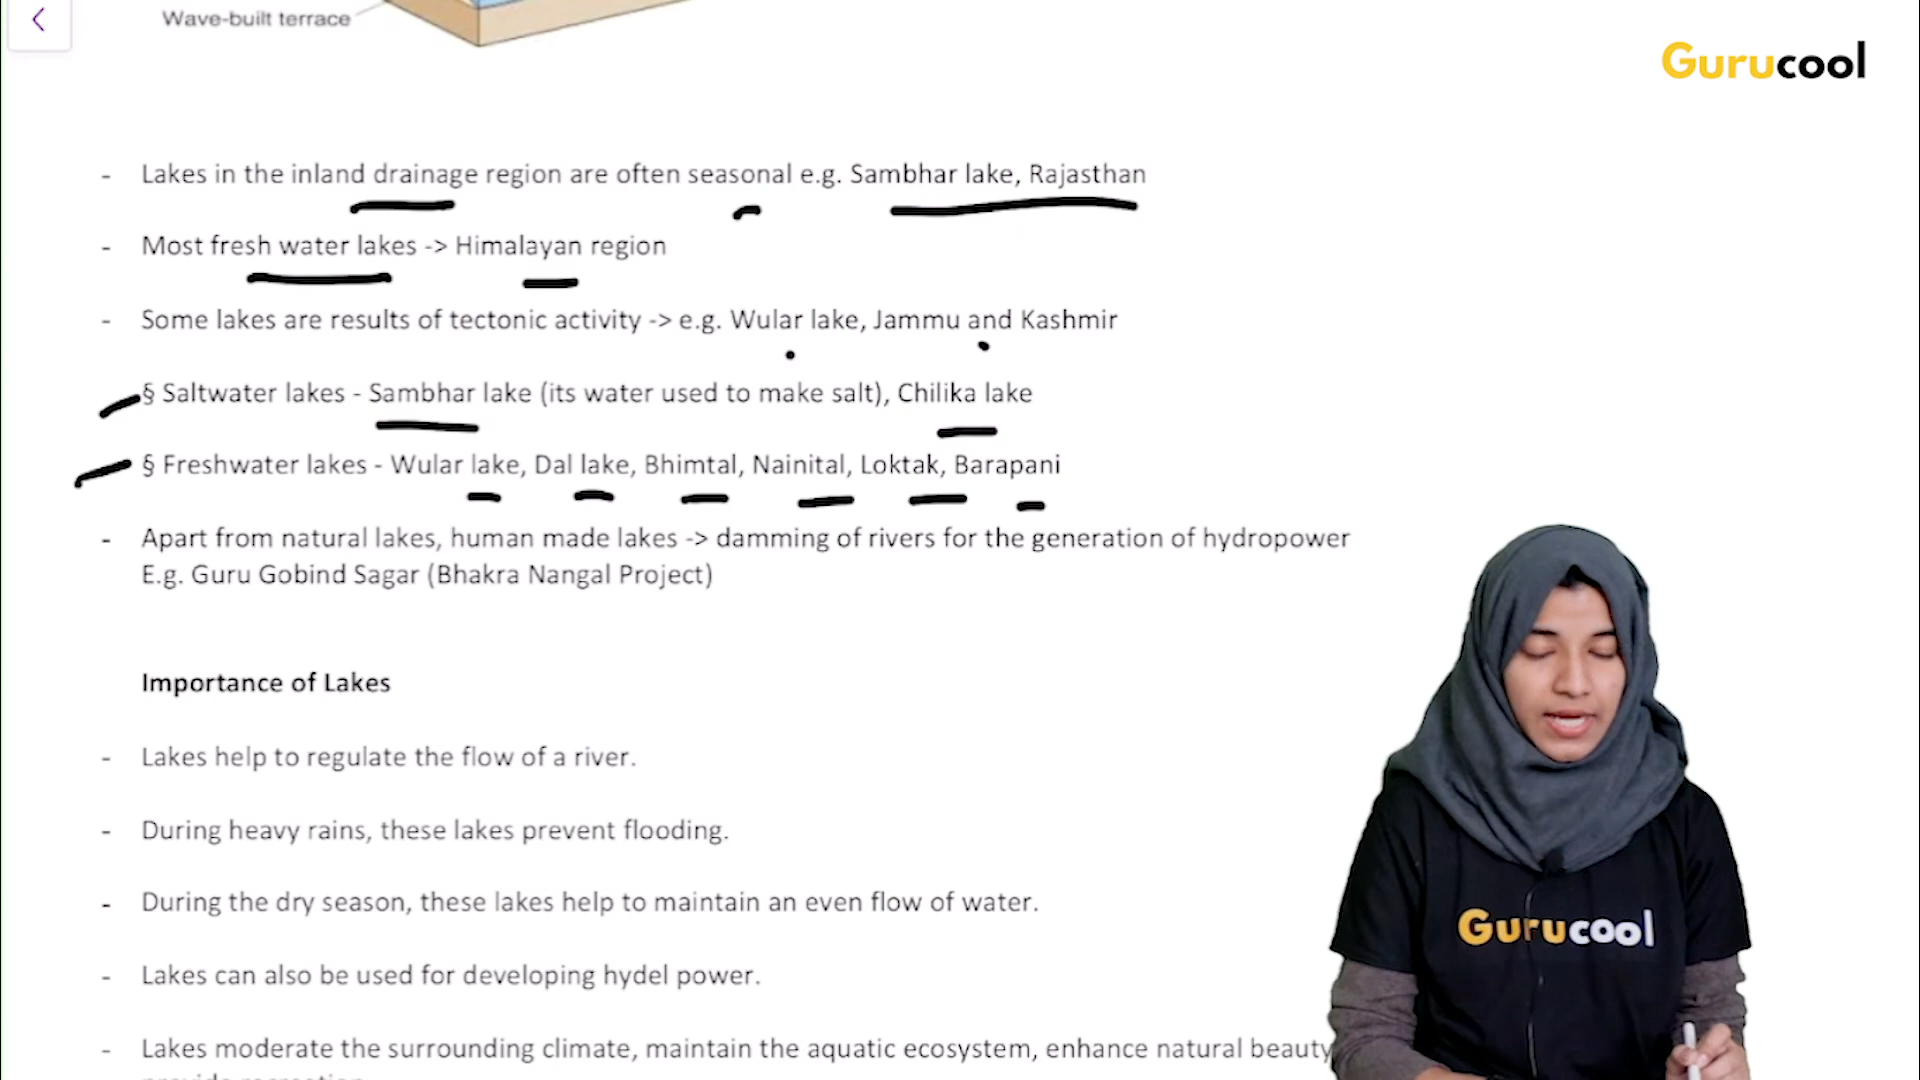 Wave-built terrace
Gurucool
- Lakes in the inland drainage region are often seasonal e.g. Sambhar lake, Rajasthan
- Most fresh water lakes -> Himalayan region
- Some lakes are results of tectonic activity -> e.g. Wular lake, Jammu and Kashmir
§ Saltwater lakes - Sambhar lake (its water used to make salt), Chilika lake
§ Freshwater lakes - Wular lake, Dal lake, Bhimtal, Nainital, Loktak, Barapani
- Apart from natural lakes, human made lakes -> damming of rivers for the generation of hydropower
E.g. Guru Gobind Sagar (Bhakra Nangal Project)
Importance of Lakes
- Lakes help to regulate the flow of a river.
- During heavy rains, these lakes prevent flooding.
- During the dry season, these lakes help to maintain an even flow of water.
- Lakes can also be used for developing hydel power.
- Lakes moderate the surrounding climate, maintain the aquatic ecosystem, enhance natural beauty
Gurucool